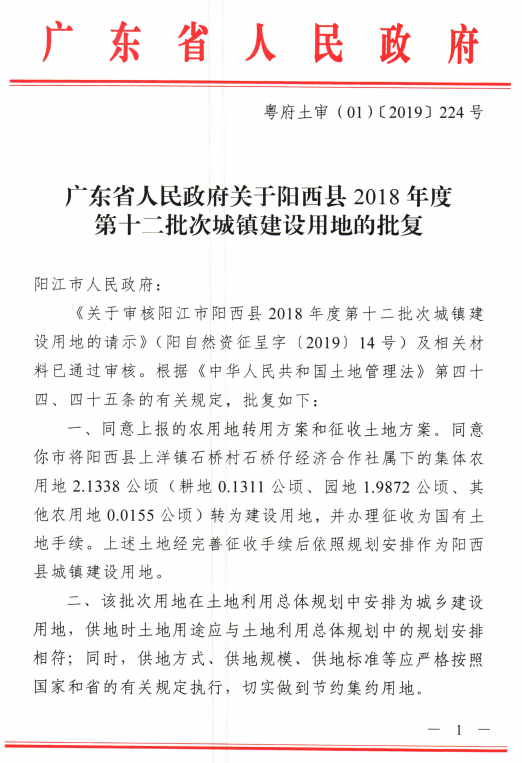 广东省人民政府
粤府土审（01）〔2019〕224号
广东省人民政府关于阳西县2018年度
第十二批次城镇建设用地的批复
阳江市人民政府：
《关于审核阳江市阳西县2018年度第十二批次城镇建
设用地的请示》（阳自然资征呈字〔2019〕14号）及相关材
料已通过审核。根据《中华人民共和国土地管理法》第四十
四、四十五条的有关规定，批复如下：
一、同意上报的农用地转用方案和征收土地方案。同意
你市将阳西县上洋镇石桥村石桥仔经济合作社属下的集体农
用地2.1338公顷（耕地0.1311公顷、园地1.9872公顷、其
他农用地0.0155公顷）转为建设用地，并办理征收为国有土
地手续。上述土地经完善征收手续后依照规划安排作为阳西
县城镇建设用地。
二、该批次用地在土地利用总体规划中安排为城乡建设
用地，供地时土地用途应与土地利用总体规划中的规划安排
相符；同时，供地方式、供地规模、供地标准等应严格按照
国家和省的有关规定执行，切实做到节约集约用地。
— 1 —